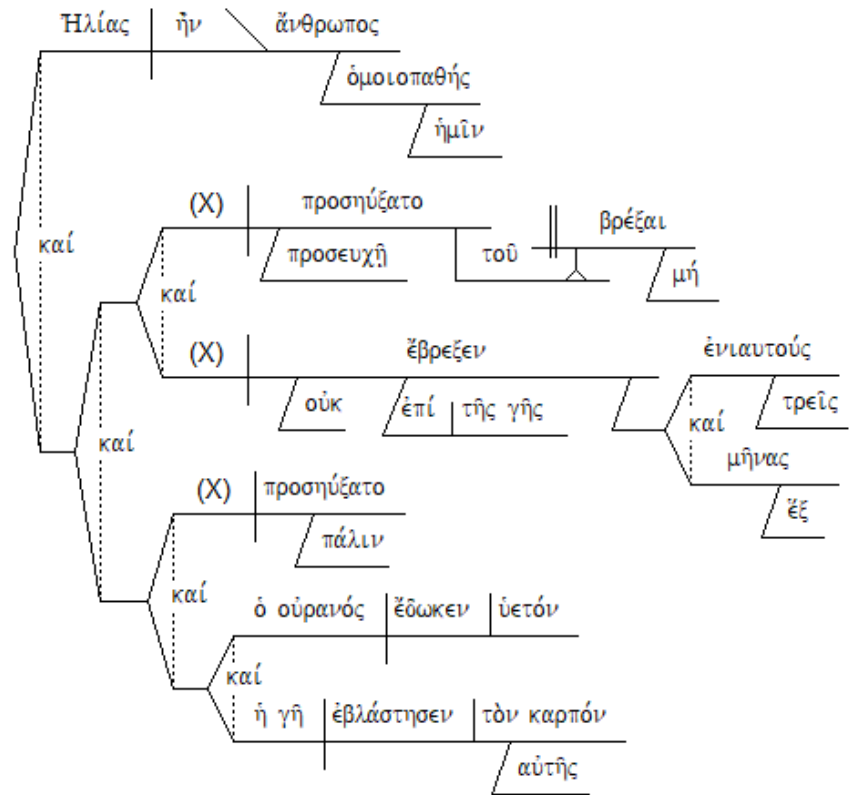 Ἠλίας ἦν ἄνθρωπος
ὁμοιοπαθής
ἡμῖν
καί
(X) προσηύξατο βρέξαι
προσευχῇ τοῦ μή
καί
(X) ἔβρεξεν ἐνιαυτούς
οὐκ ἐπί τῆς γῆς καί τρεῖς
καί
μῆνας
ἕξ
(X) προσηύξατο
πάλιν
καί
ὁ οὐρανός ἔδωκεν ὑετόν
καί
ἡ γῆ ἐβλάστησεν τὸν καρπόν
αὐτῆς